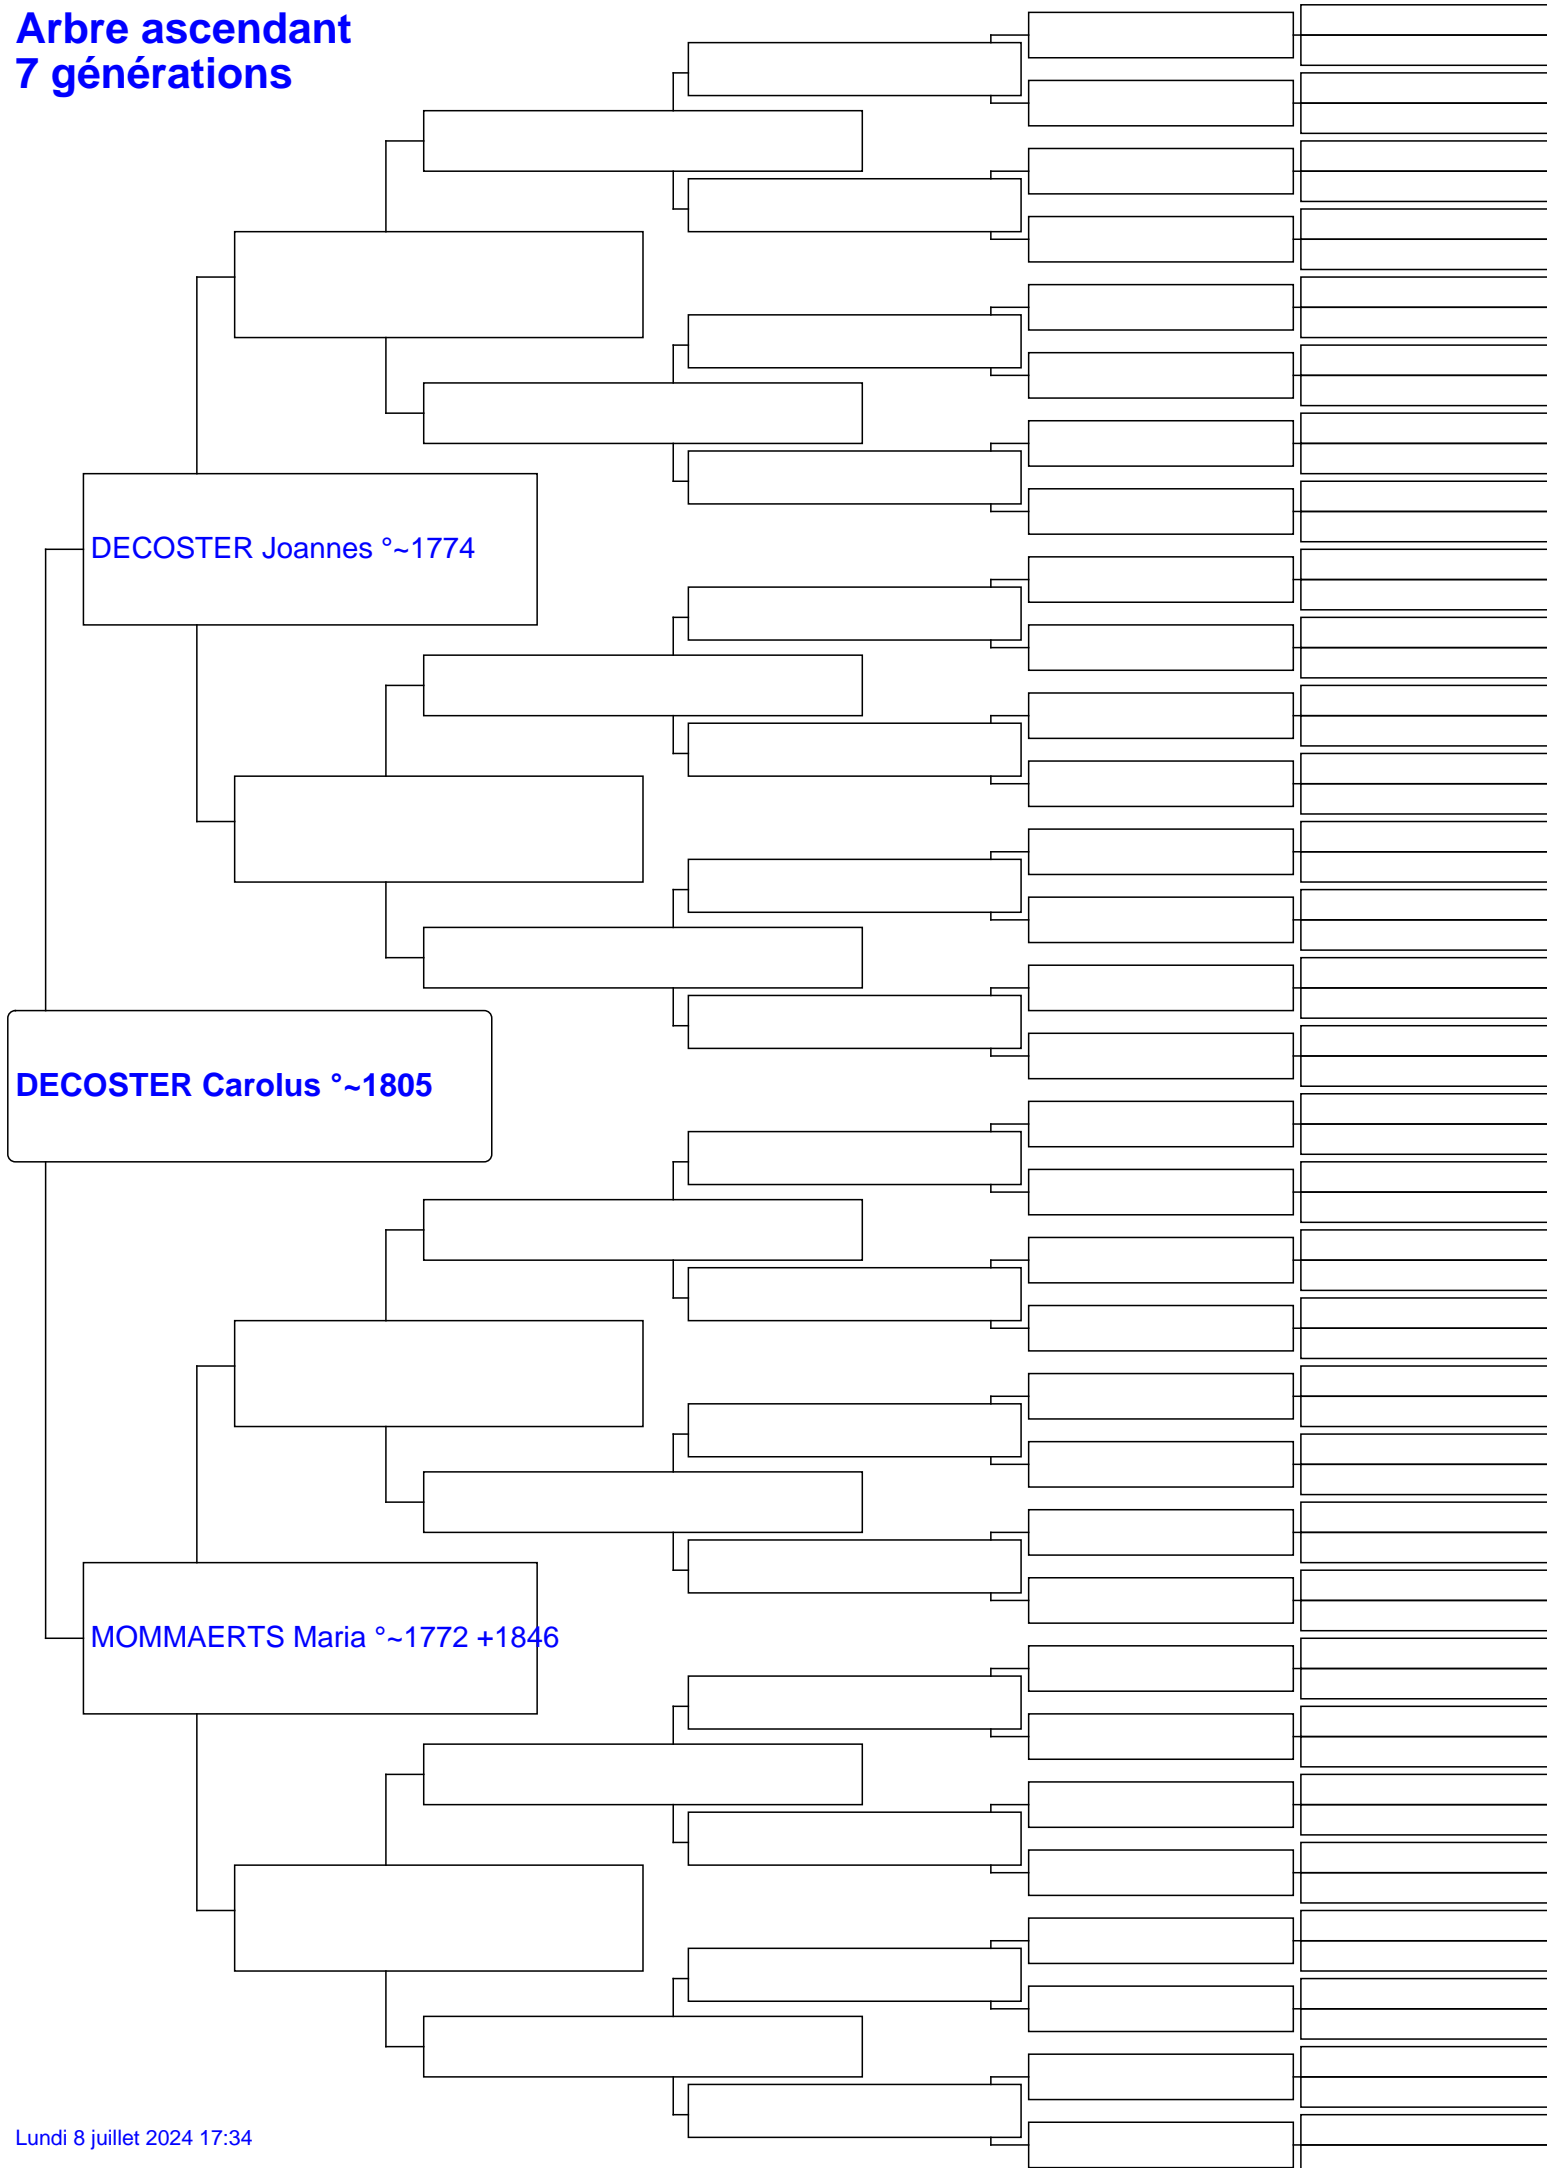 Arbre ascendant
7 générations
DECOSTER Joannes °~1774
DECOSTER Carolus °~1805
MOMMAERTS Maria °~1772 +1846
Lundi 8 juillet 2024 17:34